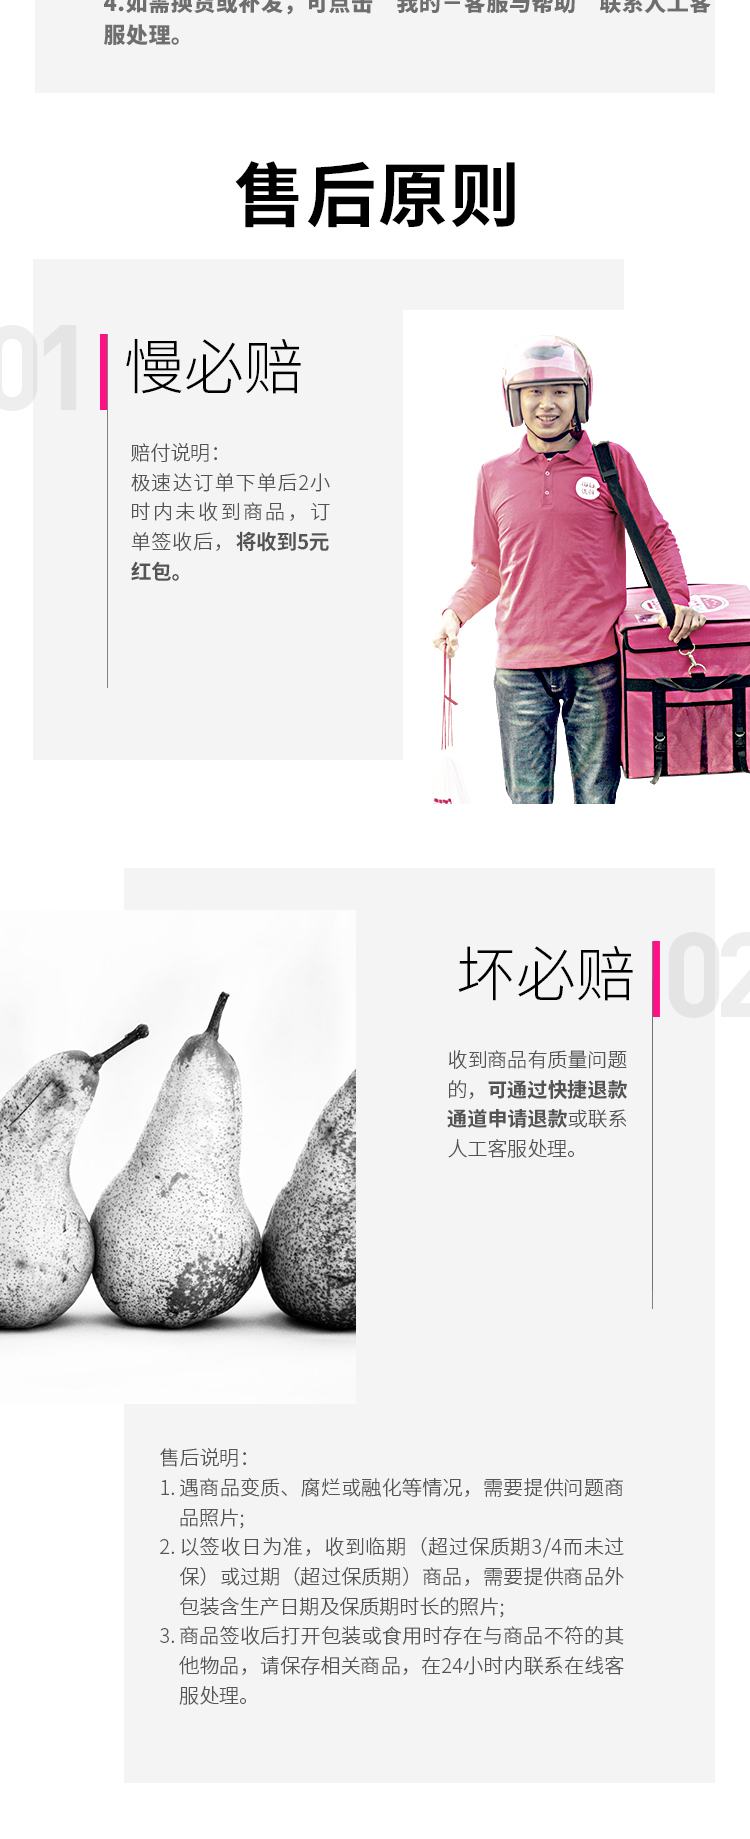 4.如需换货或补发，可点击“我的－客服与帮助”联系人工客
服处理。
售后原则
01
慢必赔
赔付说明：
极速达订单下单后2小
时内未收到商品，订
单签收后，将收到5元
红包。
02
坏必赔
收到商品有质量问题
的，可通过快捷退款
通道申请退款或联系
人工客服处理。
售后说明：
1. 遇商品变质、腐烂或融化等情况，需要提供问题商
品照片;
2. 以签收日为准，收到临期（超过保质期3/4而未过
保）或过期（超过保质期）商品，需要提供商品外
包装含生产日期及保质期时长的照片;
3. 商品签收后打开包装或食用时存在与商品不符的其
他物品，请保存相关商品，在24小时内联系在线客
服处理。